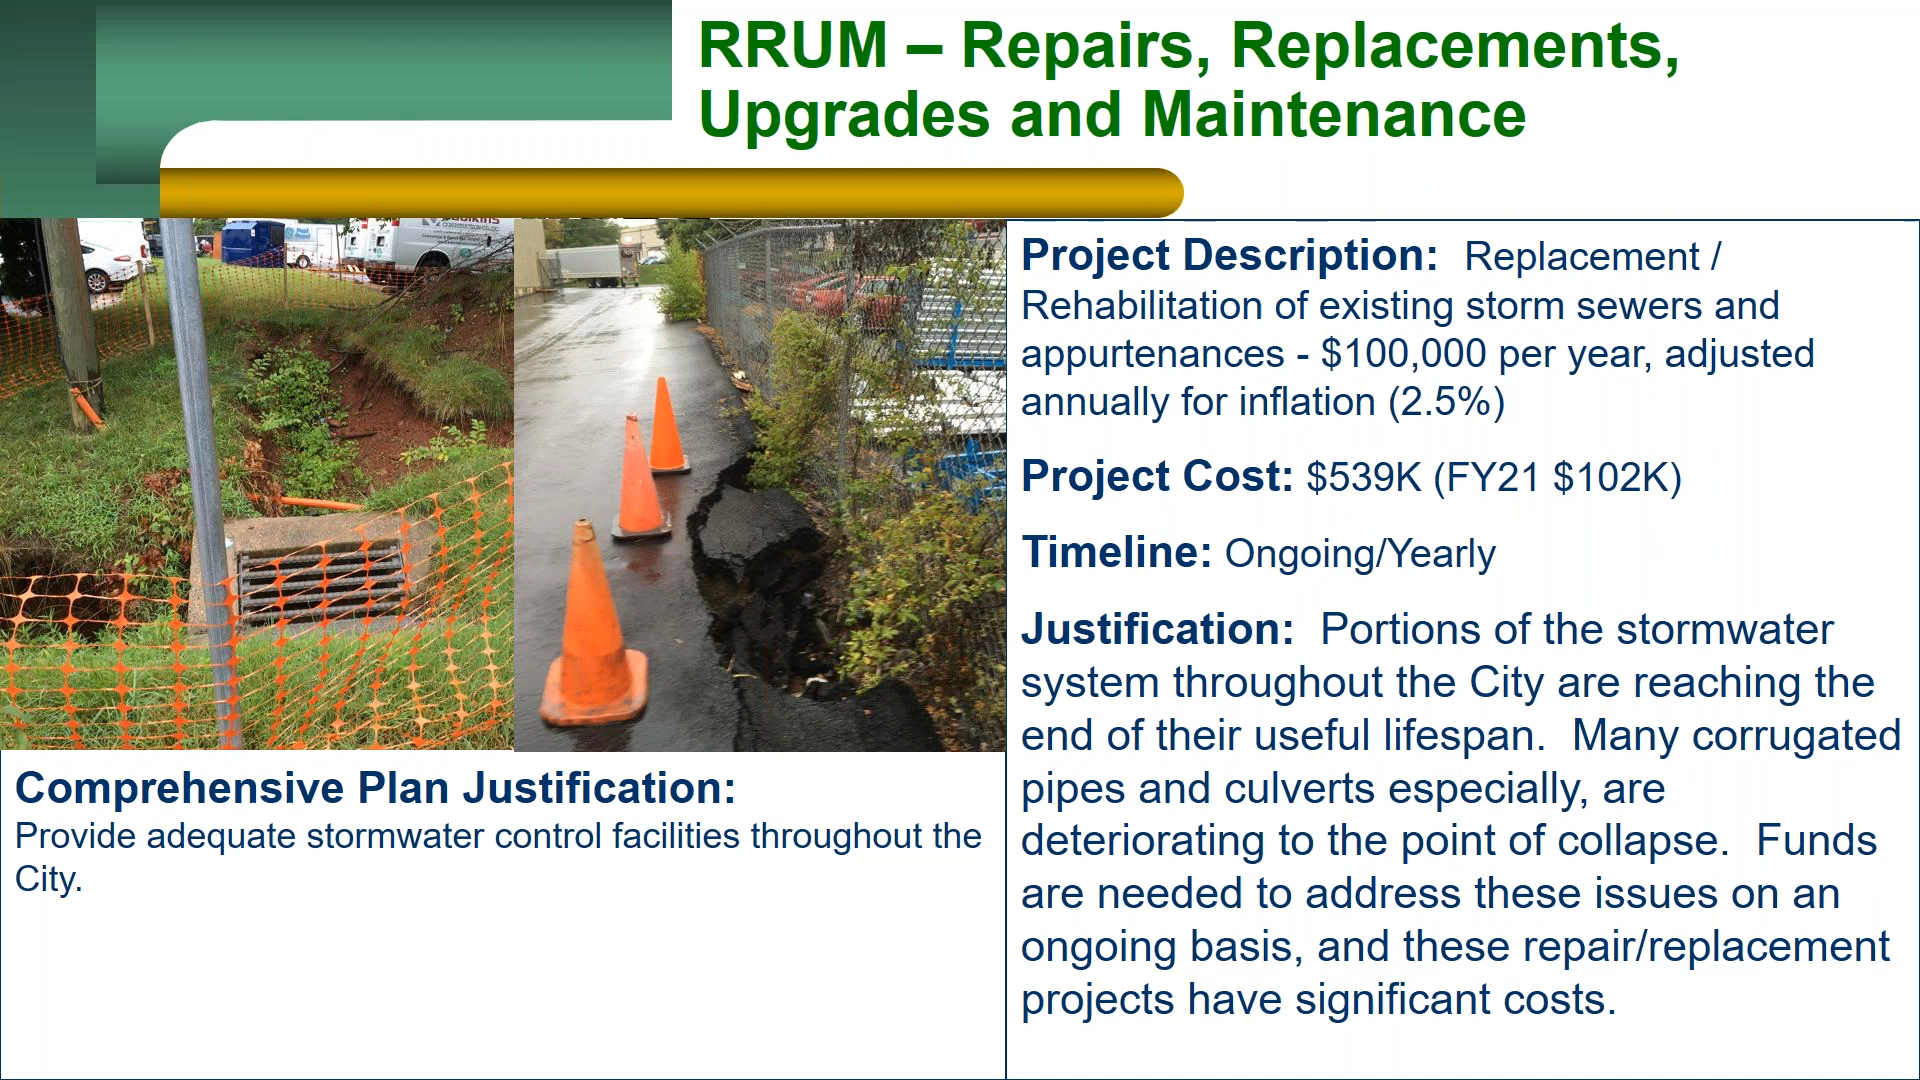 RRUM – Repairs, Replacements,
Upgrades and Maintenance
CONSTRUCTION CO., INC.
Project Description: Replacement /
Rehabilitation of existing storm sewers and
appurtenances - $100,000 per year, adjusted
annually for inflation (2.5%)
Project Cost: $539K (FY21 $102K)
Timeline: Ongoing/Yearly
Justification: Portions of the stormwater
system throughout the City are reaching the
end of their useful lifespan. Many corrugated
pipes and culverts especially, are
deteriorating to the point of collapse. Funds
are needed to address these issues on an
ongoing basis, and these repair/replacement
projects have significant costs.
Comprehensive Plan Justification:
Provide adequate stormwater control facilities throughout the
City.